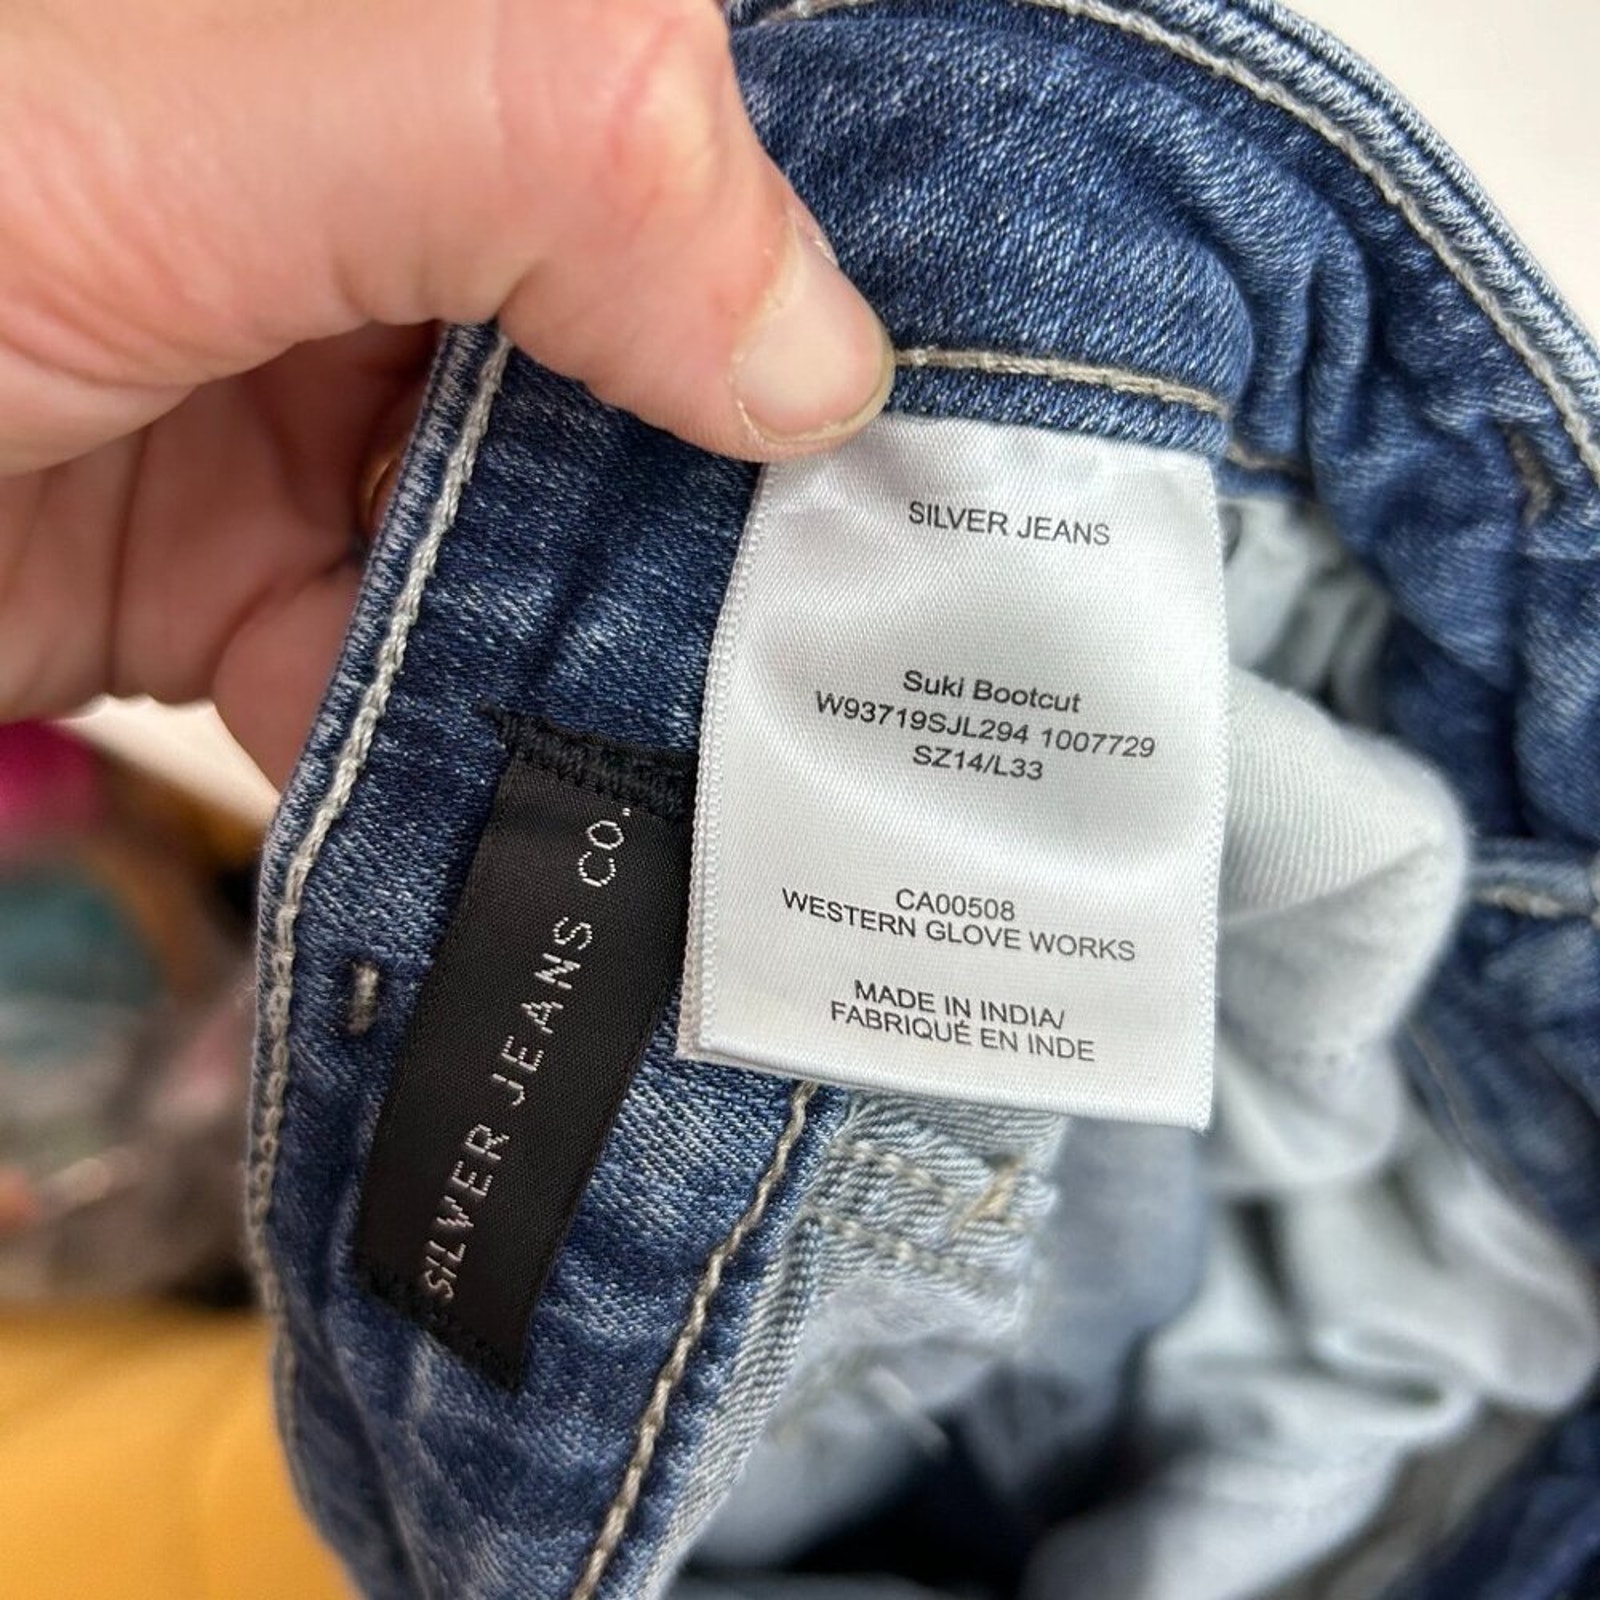 SILVER JEANS
Suki Bootcut
W93719SJL294 1007729
SZ14/L33
CA00508
WESTERN GLOVE WORKS
MADE IN INDIA/
FABRIQUÉ EN INDE
SILVER JEANS CO.